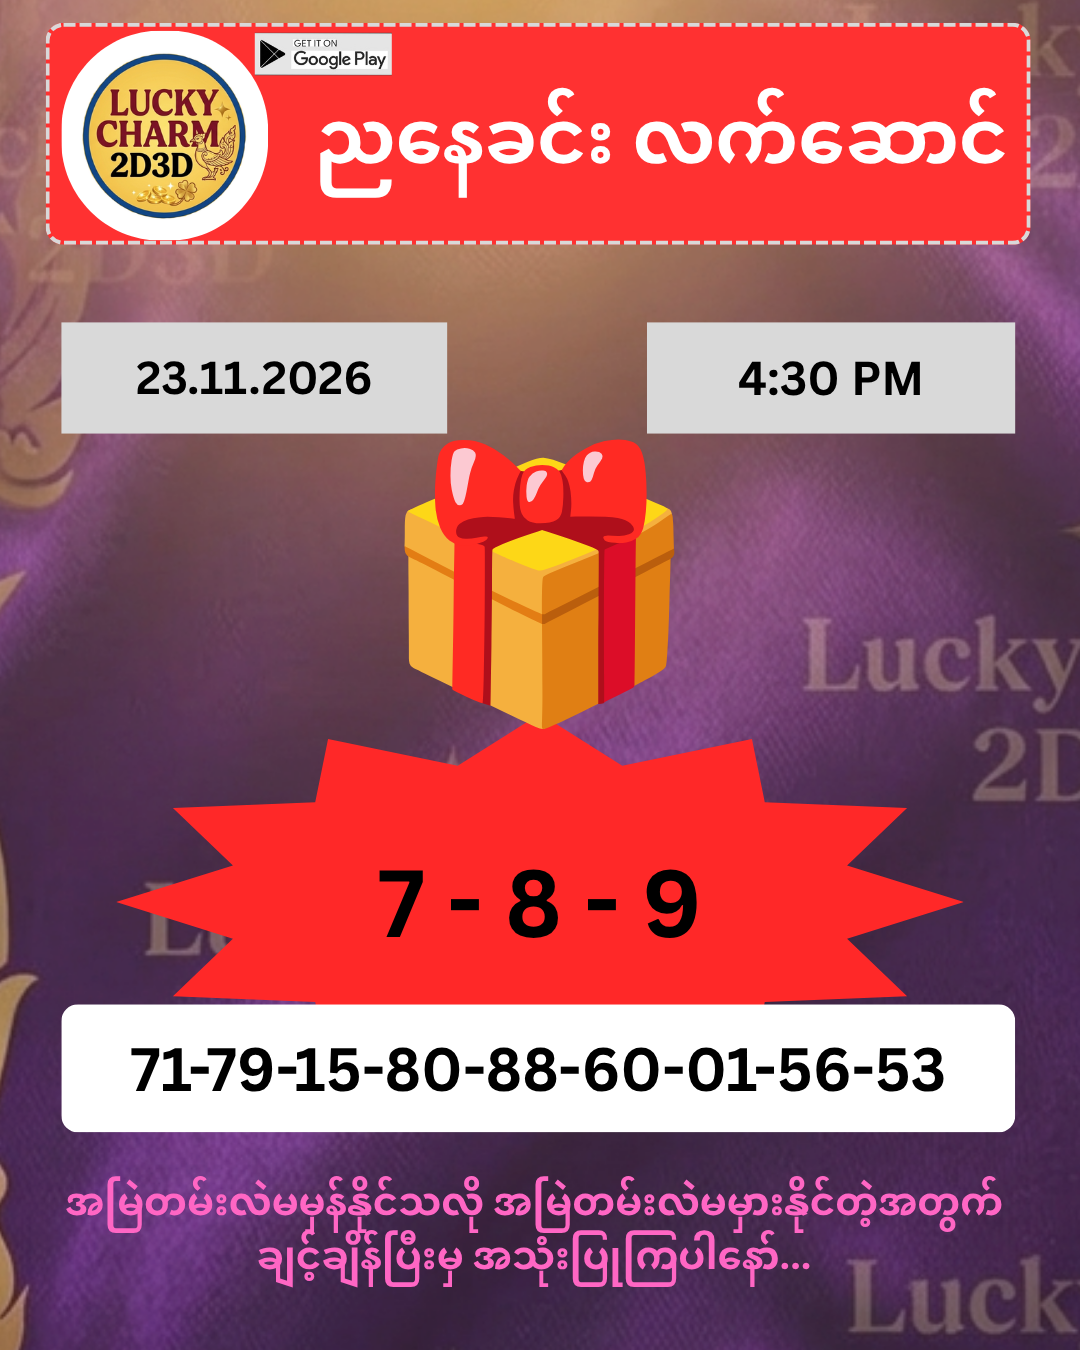 GET IT ON
Google Play
LUCKY
CHARM
2D3D
ညနေခင်း လက်ဆောင်
23.11.2026
4:30 PM
Lucky
2D
7 - 8 - 9
71-79-15-80-88-60-01-56-53
အမြဲတမ်းလဲမမှန်နိုင်သလို အမြဲတမ်းလဲမမှားနိုင်တဲ့အတွက်
ချင့်ချိန်ပြီးမှ အသုံးပြုကြပါနော်...
Luck